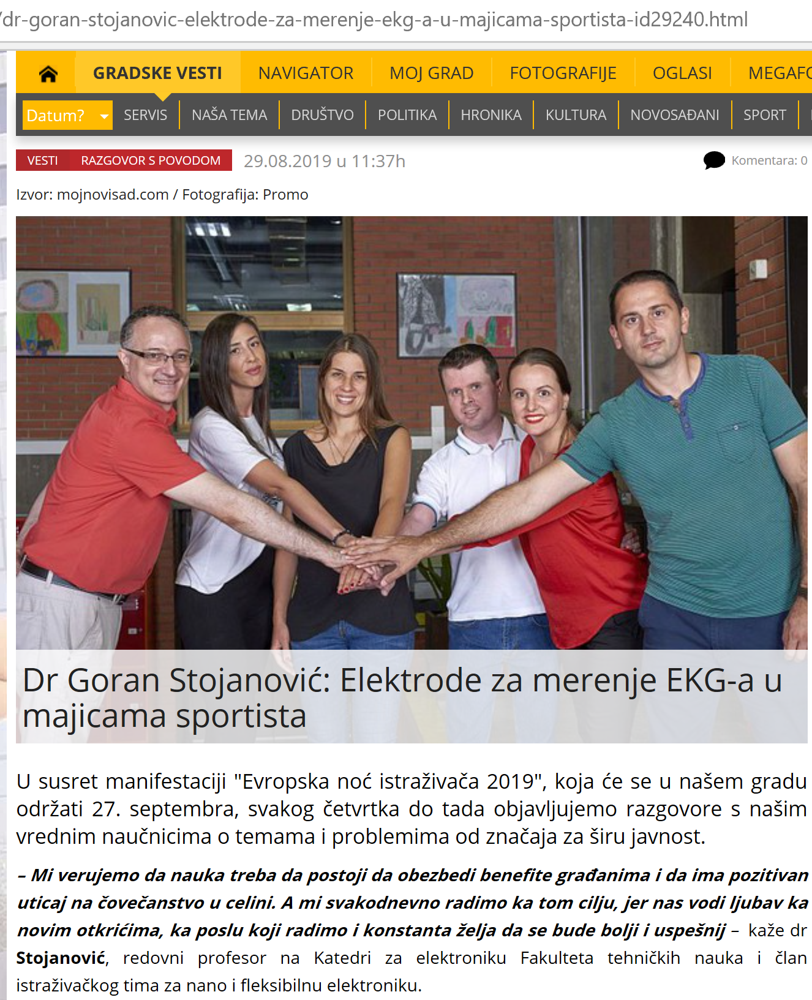 /dr-goran-stojanovic-elektrode-za-merenje-ekg-a-u-majicama-sportista-id29240.html
GRADSKE VESTI NAVIGATOR MOJ GRAD FOTOGRAFIJE OGLASI
Datum? SERVIS NAŠA TEMA DRUŠTVO POLITIKA HRONIKA KULTURA NOVOSAĐANI SPORT
VESTI RAZGOVOR S POVODOM 29.08.2019 u 11:37h Komentara: 0
Izvor: mojnovisad.com / Fotografija: Promo
Dr Goran Stojanović: Elektrode za merenje EKG-a u
majicama sportista
U susret manifestaciji "Evropska noć istraživača 2019", koja će se u našem gradu
održati 27. septembra, svakog četvrtka do tada objavljujemo razgovore s našim
vrednim naučnicima o temama i problemima od značaja za širu javnost.
– Mi verujemo da nauka treba da postoji da obezbedi benefite građanima i da ima pozitivan
uticaj na čovečanstvo u celini. A mi svakodnevno radimo ka tom cilju, jer nas vodi ljubav ka
novim otkrićima, ka poslu koji radimo i konstanta želja da se bude bolji i uspešnij – kaže dr
Stojanović, redovni profesor na Katedri za elektroniku Fakulteta tehničkih nauka i član
istraživačkog tima za nano i fleksibilnu elektroniku.